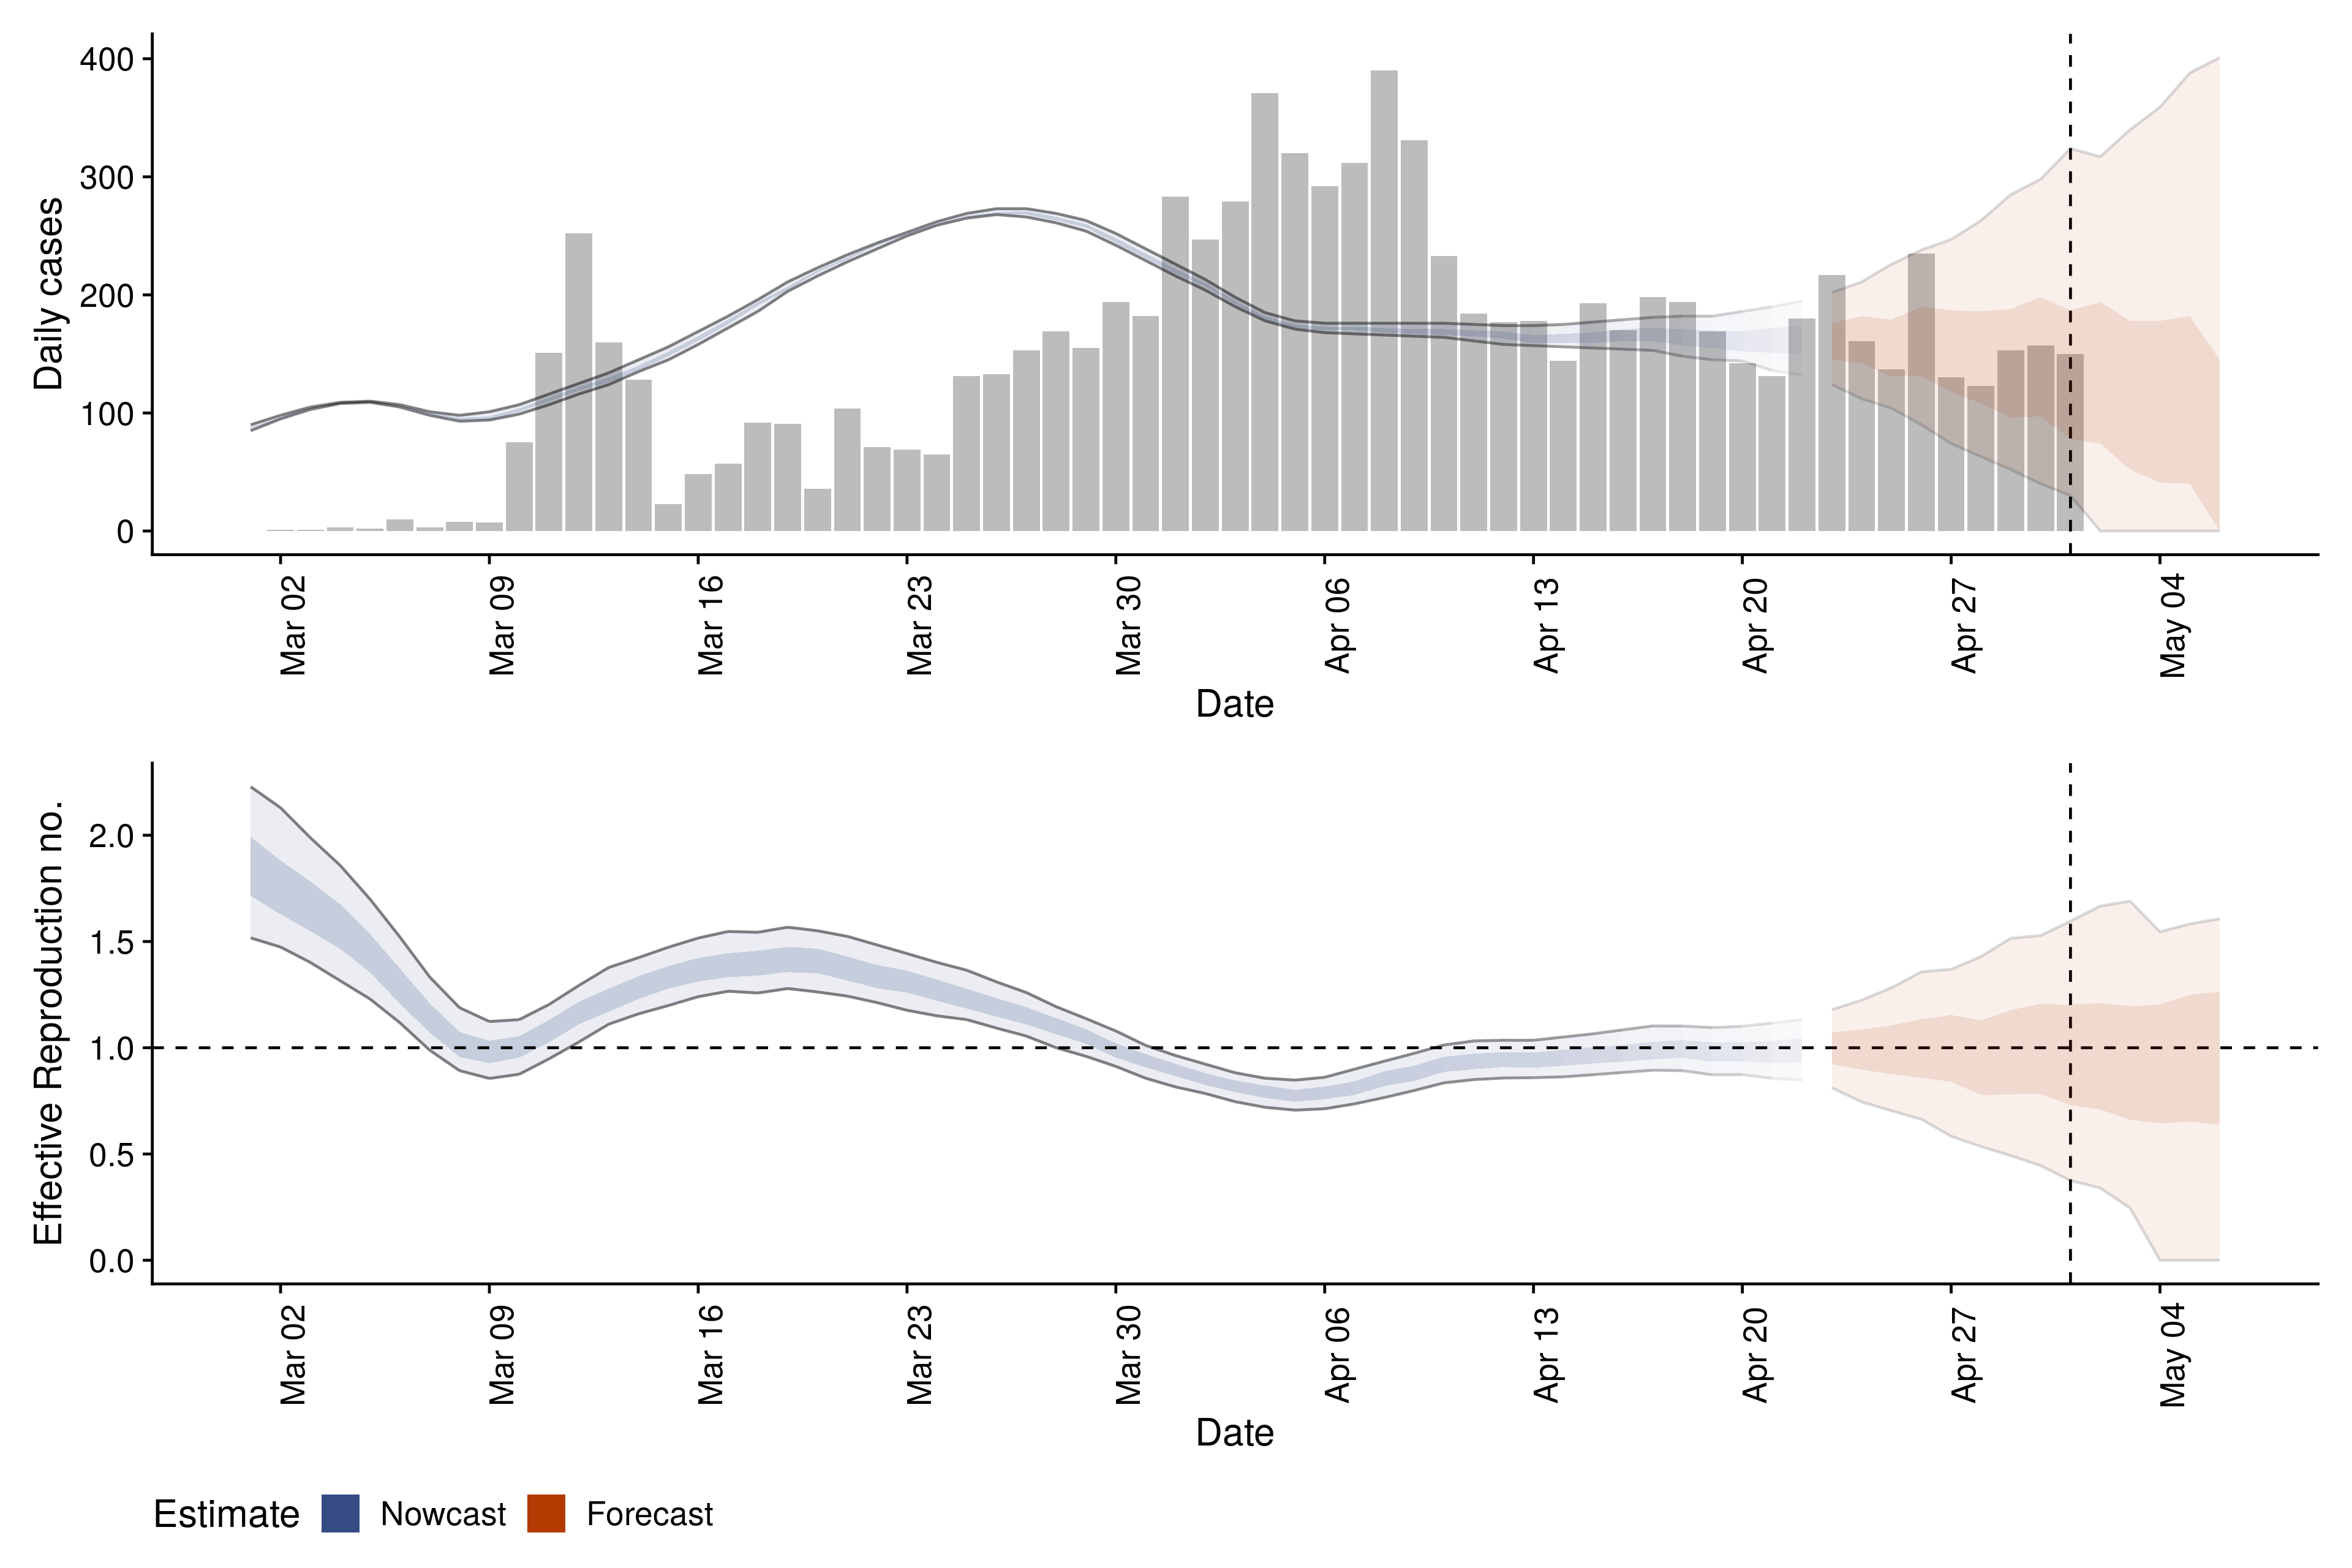 Daily cases
400
300
200
100
0
Mar 02
Mar 09
Mar 16
Mar 23
Mar 30
Apr 06
Apr 13
Apr 20
Apr 27
May 04
Date
Effective Reproduction no.
2.0
1.5
1.0
0.5
0.0
Mar 02
Mar 09
Mar 16
Mar 23
Mar 30
Apr 06
Apr 13
Apr 20
Apr 27
May 04
Date
Estimate Nowcast Forecast